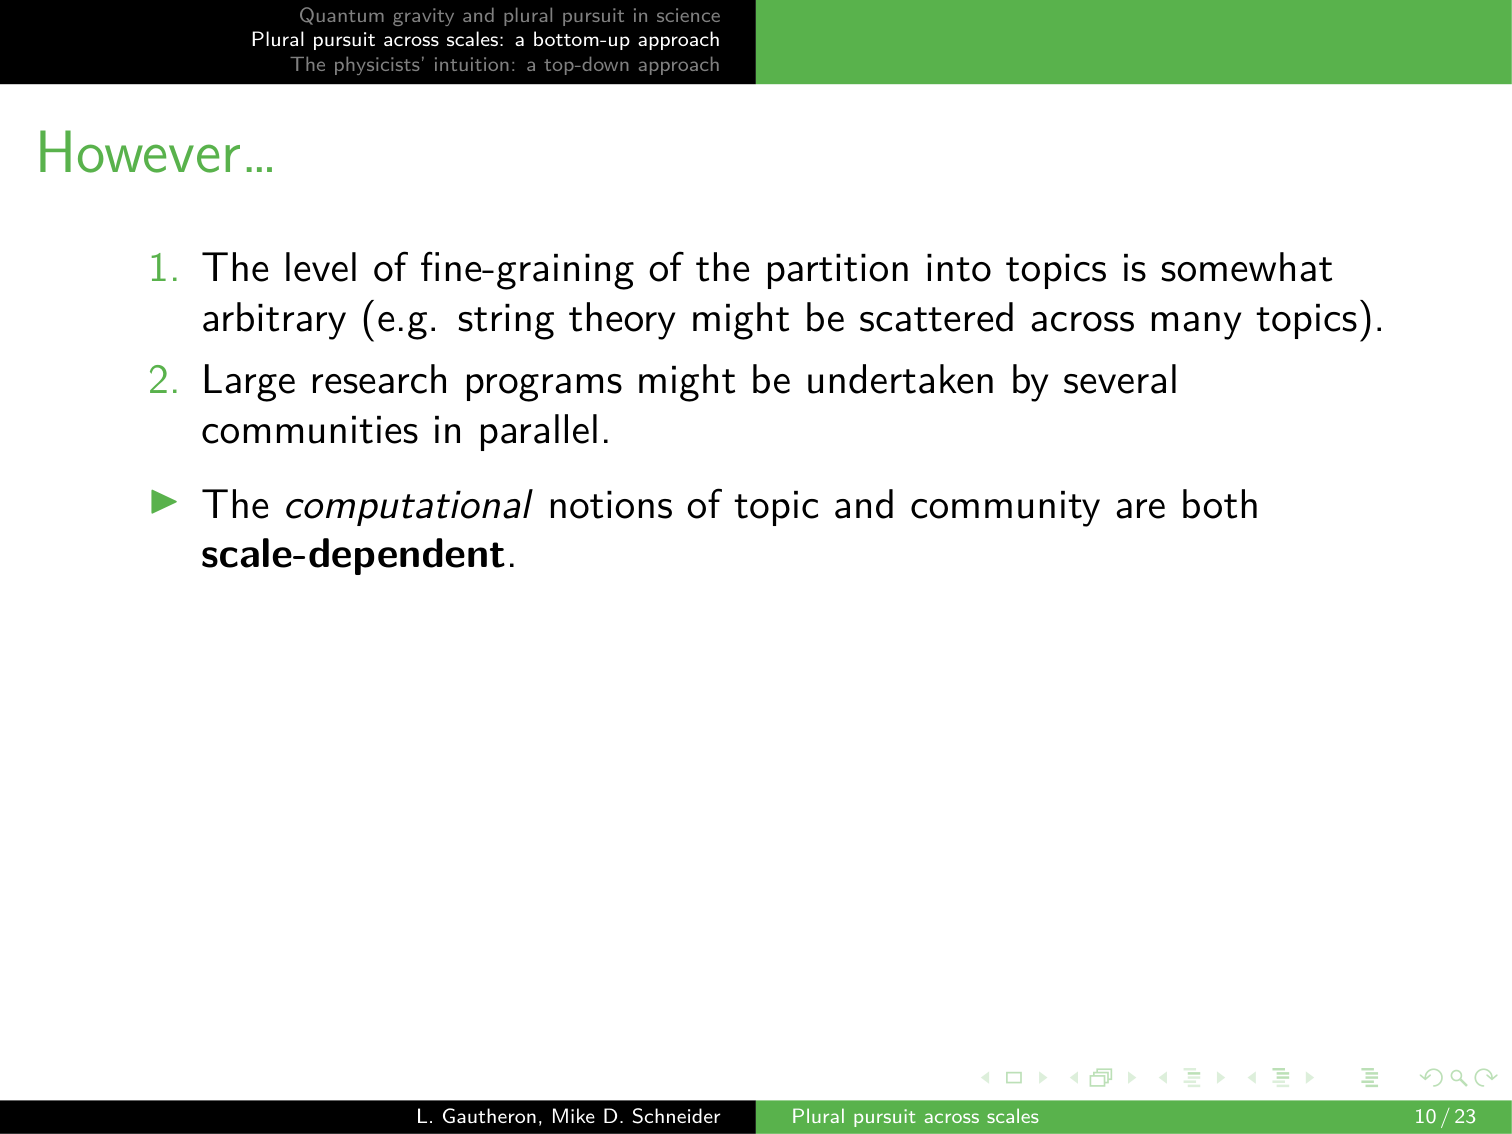 Quantum gravity and plural pursuit in science
Plural pursuit across scales: a bottom-up approach
The physicists' intuition: a top-down approach
However…
1. The level of fine-graining of the partition into topics is somewhat
arbitrary (e.g. string theory might be scattered across many topics).
2. Large research programs might be undertaken by several
communities in parallel.
▶ The computational notions of topic and community are both
scale-dependent.
L. Gautheron, Mike D. Schneider
Plural pursuit across scales
10 / 23